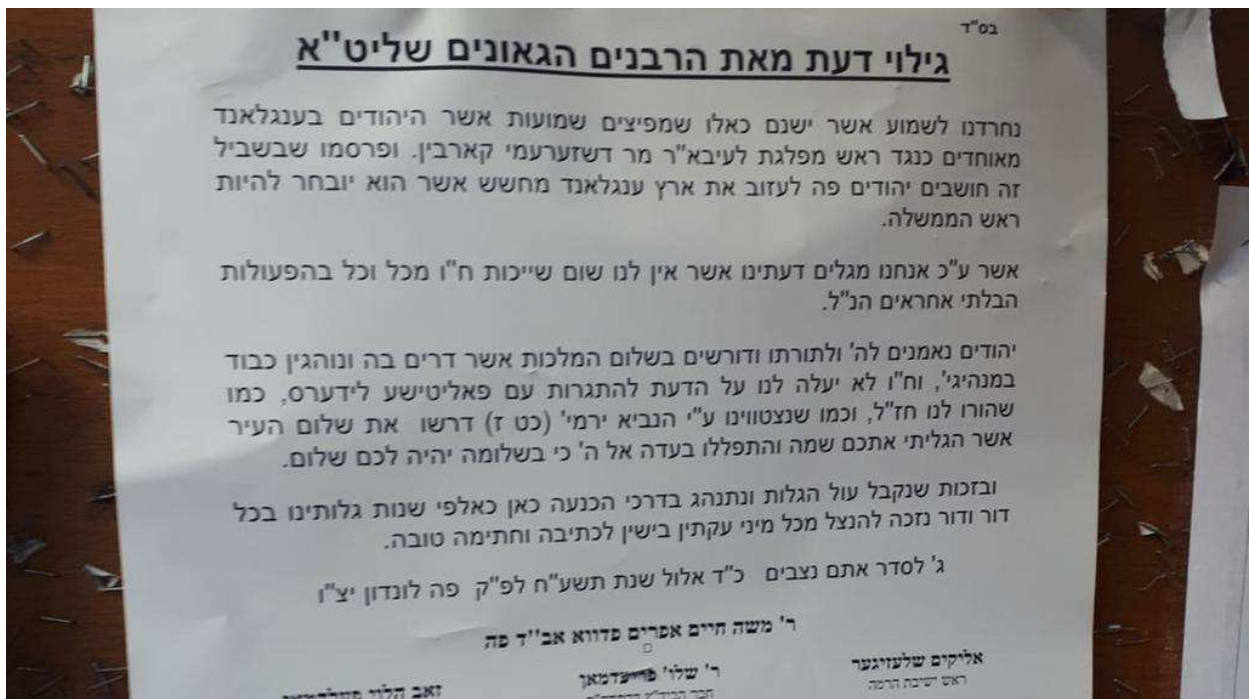 בס"ד
גילוי דעת מאת הרבנים הגאונים שליט"א
נחרדנו לשמוע אשר ישנם כאלו שמפיצים שמועות אשר היהודים בענגלאנד
מאוחדים כנגד ראש מפלגת לעיבא"ר מר דשזערעמי קארבין. ופרסמו שבשביל
זה חושבים יהודים פה לעזוב את ארץ ענגלאנד מחשש אשר הוא יובחר להיות
ראש הממשלה.
אשר ע"כ אנחנו מגלים דעתינו אשר אין לנו שום שייכות ח"ו מכל וכל בהפעולות
הבלתי אחראים הנ"ל.
יהודים נאמנים לה' ולתורתו ודורשים בשלום המלכות אשר דרים בה ונוהגין כבוד
במנהיגי', וח"ו לא יעלה לנו על הדעת להתגרות עם פאליטישע לידערס, כמו
שהורו לנו חז"ל, וכמו שנצטווינו ע"י הנביא ירמי' (כט ז) דרשו את שלום העיר
אשר הגליתי אתכם שמה והתפללו בעדה אל ה' כי בשלומה יהיה לכם שלום.
ובזכות שנקבל עול הגלות ונתנהג בדרכי הכנעה כאן כאלפי שנות גלותינו בכל
דור ודור נזכה להנצל מכל מיני עקתין בישין לכתיבה וחתימה טובה.
ג' לסדר אתם נצבים כ"ד אלול שנת תשע"ח לפ"ק פה לונדון יצ"ו
ר' משה חיים אפרים פדווא אב"ד פה
אליקים שלעזיגער ר' שלו' פריעדמאן זאב הלוי פעלדמאן
ראש ישיבת הרמה חבר הביד"צ